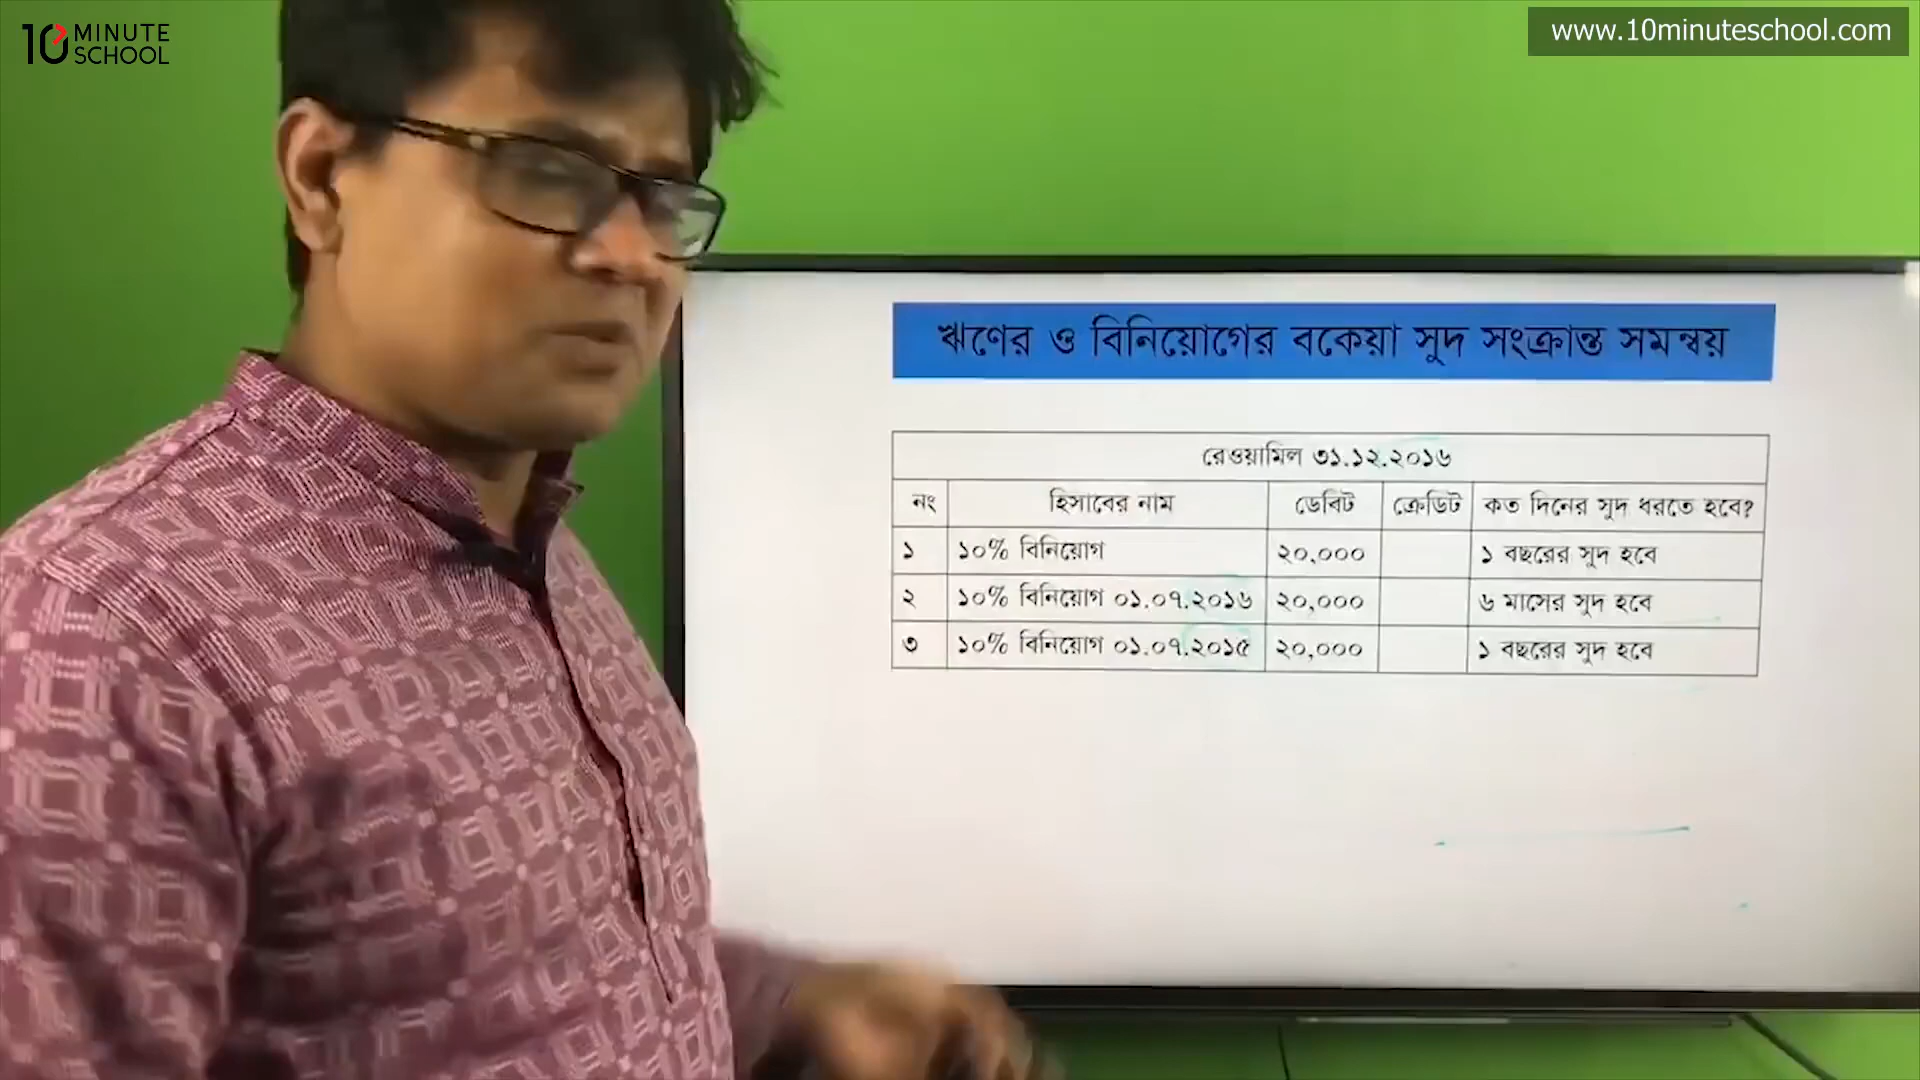 10 MINUTE SCHOOL
www.10minuteschool.com
ঋণের ও বিনিয়োগের বকেয়া সুদ সংক্রান্ত সমন্বয়
রেওয়ামিল ৩১.১২.২০১৬
নং হিসাবের নাম ডেবিট ক্রেডিট কত দিনের সুদ ধরতে হবে?
১ ১০% বিনিয়োগ ২০,০০০ ১ বছরের সুদ হবে
২ ১০% বিনিয়োগ ০১.০৭.২০১৬ ২০,০০০ ৬ মাসের সুদ হবে
৩ ১০% বিনিয়োগ ০১.০৭.২০১৫ ২০,০০০ ১ বছরের সুদ হবে